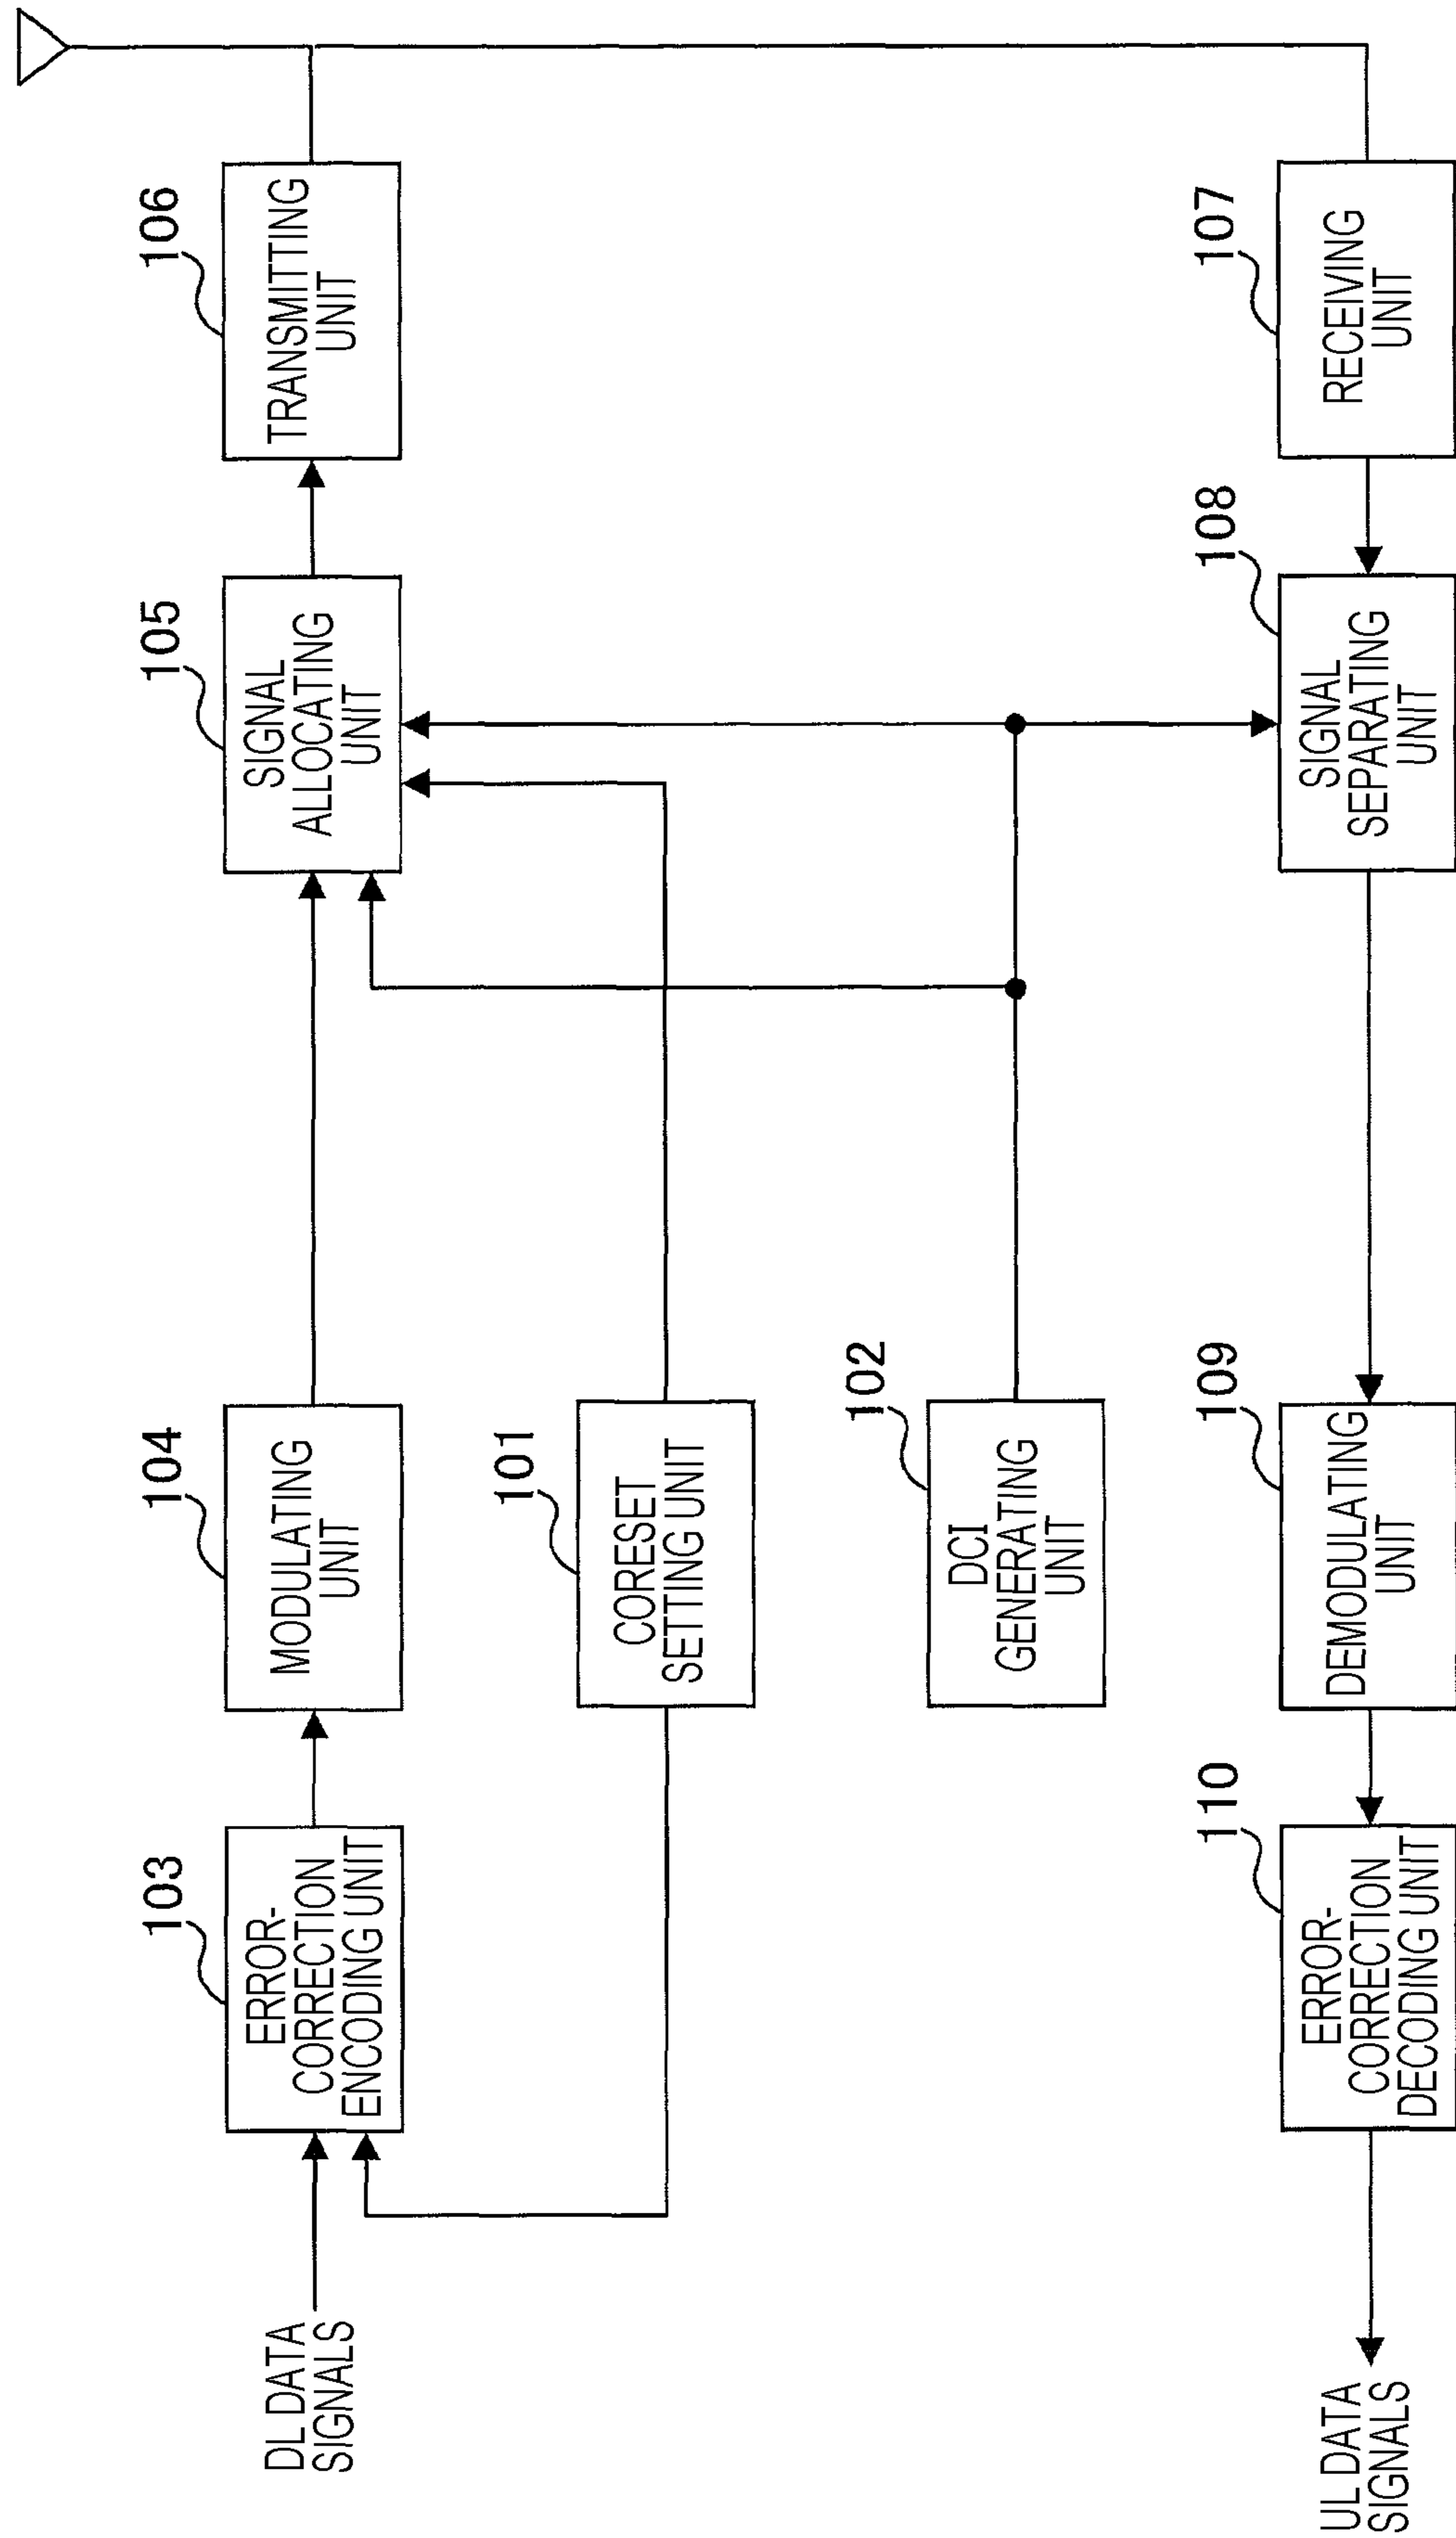 DL DATA
SIGNALS
103
ERROR-
CORRECTION
ENCODING UNIT
104
MODULATING
UNIT
105
SIGNAL
ALLOCATING
UNIT
106
TRANSMITTING
UNIT
101
CORESET
SETTING UNIT
102
DCI
GENERATING
UNIT
UL DATA
SIGNALS
110
ERROR-
CORRECTION
DECODING UNIT
109
DEMODULATING
UNIT
108
SIGNAL
SEPARATING
UNIT
107
RECEIVING
UNIT